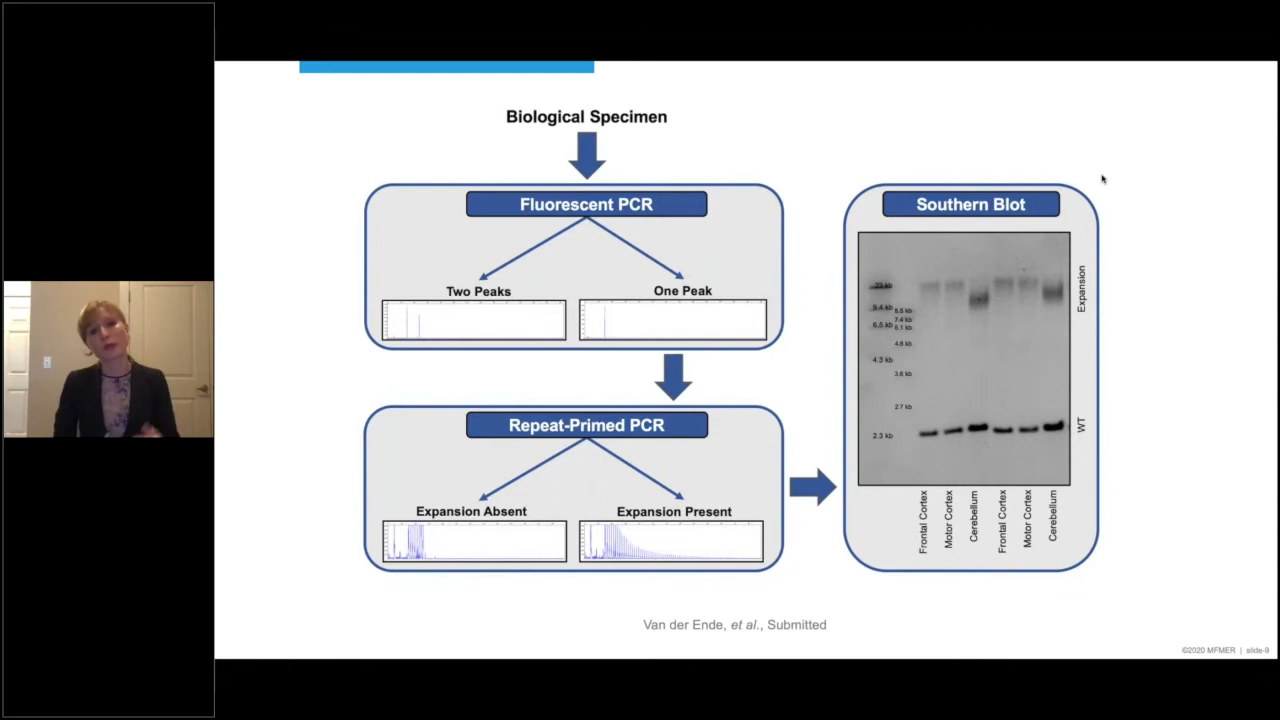 Biological Specimen
Fluorescent PCR
Two Peaks
One Peak
Repeat-Primed PCR
Expansion Absent
Expansion Present
Southern Blot
23 kb
9.4 kb
8.6 kb
7.4 kb
6.5 kb
6.1 kb
4.8 kb
4.3 kb
3.6 kb
2.7 kb
2.3 kb
Expansion
WT
Frontal Cortex
Motor Cortex
Cerebellum
Frontal Cortex
Motor Cortex
Cerebellum
Van der Ende, et al., Submitted
©2020 MFMER | slide-9